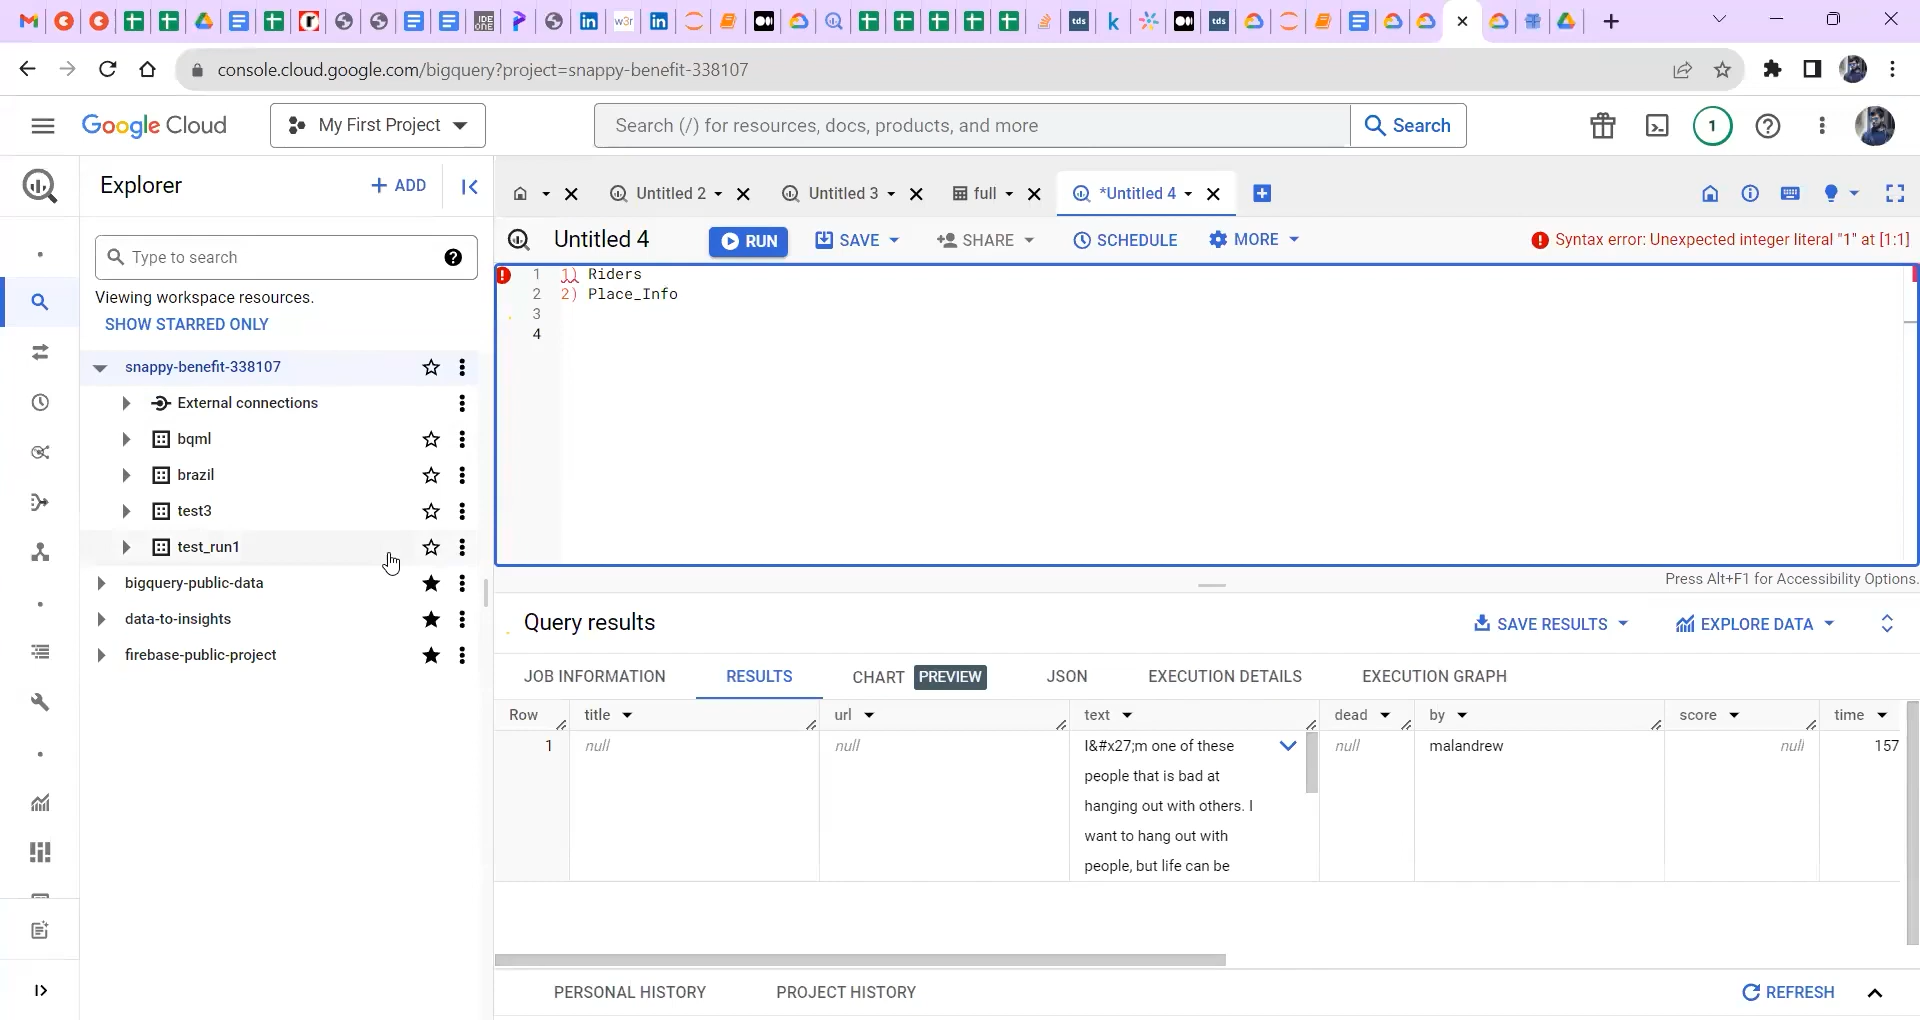 console.cloud.google.com/bigquery?project=snappy-benefit-338107
Google Cloud
My First Project
Search (/) for resources, docs, products, and more
Search
1
Explorer
+ ADD
Untitled 2
Untitled 3
full
*Untitled 4
Untitled 4
RUN
SAVE
SHARE
SCHEDULE
MORE
Syntax error: Unexpected integer literal "1" at [1:1]
Type to search
Viewing workspace resources.
SHOW STARRED ONLY
1 1) Riders
2 2) Place_Info
3
4
snappy-benefit-338107
External connections
bqml
brazil
test3
test_run1
bigquery-public-data
data-to-insights
firebase-public-project
Press Alt+F1 for Accessibility Options.
Query results
SAVE RESULTS
EXPLORE DATA
JOB INFORMATION
RESULTS
CHART PREVIEW
JSON
EXECUTION DETAILS
EXECUTION GRAPH
Row title url text dead by score time
1 null null I&#x27;m one of these null malandrew null 157
people that is bad at
hanging out with others. I
want to hang out with
people, but life can be
PERSONAL HISTORY
PROJECT HISTORY
REFRESH